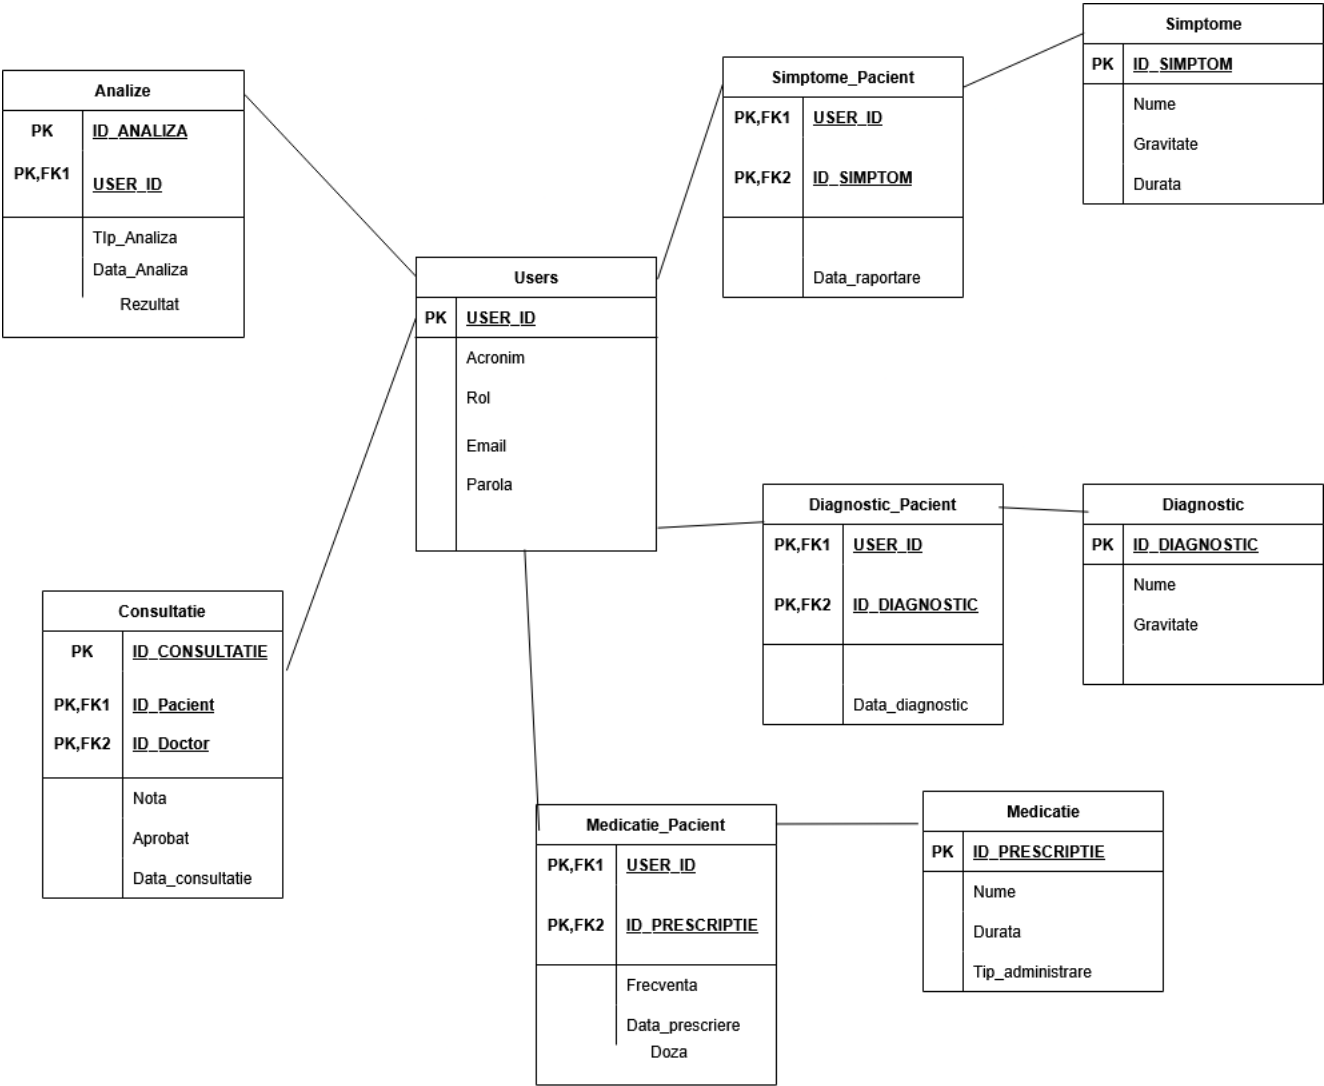 Simptome
PK ID_SIMPTOM
Nume
Gravitate
Durata
Simptome_Pacient
PK,FK1 USER_ID
PK,FK2 ID_SIMPTOM
Data_raportare
Analize
PK ID_ANALIZA
PK,FK1 USER_ID
TIp_Analiza
Data_Analiza
Rezultat
Users
PK USER_ID
Acronim
Rol
Email
Parola
Diagnostic_Pacient
PK,FK1 USER_ID
PK,FK2 ID_DIAGNOSTIC
Data_diagnostic
Diagnostic
PK ID_DIAGNOSTIC
Nume
Gravitate
Consultatie
PK ID_CONSULTATIE
PK,FK1 ID_Pacient
PK,FK2 ID_Doctor
Nota
Aprobat
Data_consultatie
Medicatie_Pacient
PK,FK1 USER_ID
PK,FK2 ID_PRESCRIPTIE
Frecventa
Data_prescriere
Doza
Medicatie
PK ID_PRESCRIPTIE
Nume
Durata
Tip_administrare